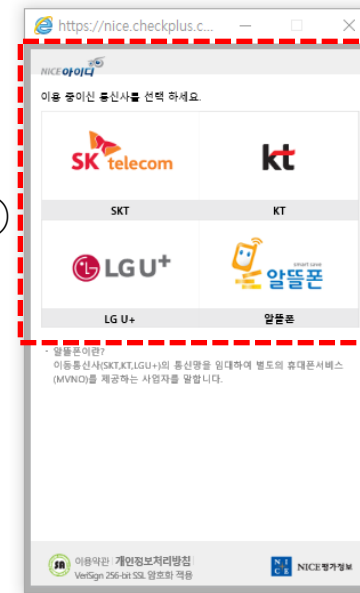 https://nice.checkplus.c...
NICE아이디
이용 중이신 통신사를 선택 하세요.
SK telecom
kt
SKT
KT
LG U+
smart save
알뜰폰
LG U+
알뜰폰
· 알뜰폰이란?
이동통신사(SKT,KT,LGU+)의 통신망을 임대하여 별도의 휴대폰서비스
(MVNO)를 제공하는 사업자를 말합니다.
이용약관 | 개인정보처리방침
VeriSign 256-bit SSL 암호화 적용
NICE
NICE평가정보